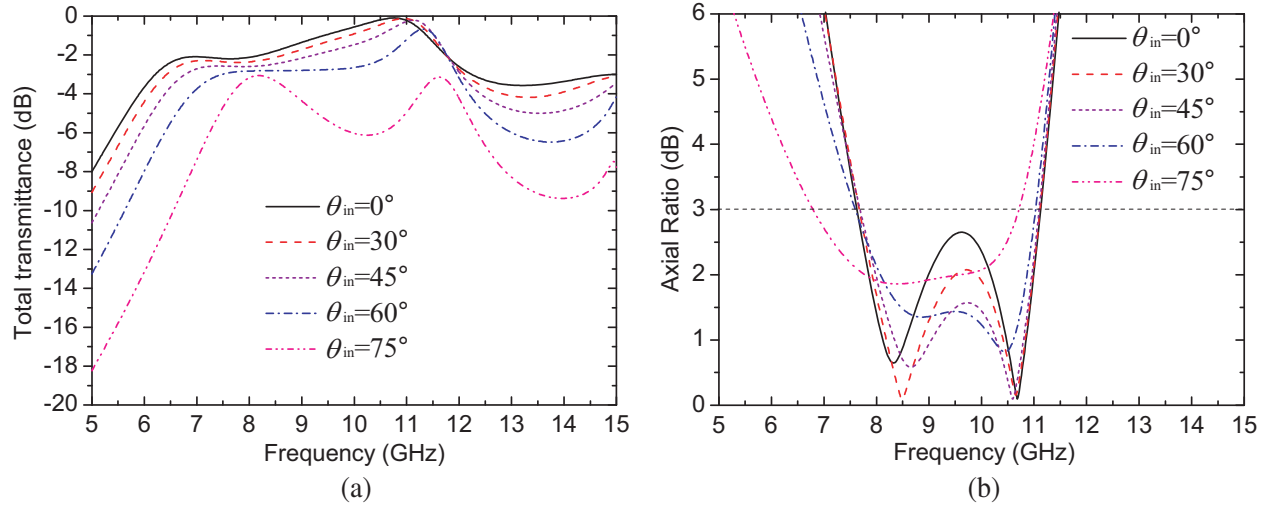 Total transmittance (dB)
0
-2
-4
-6
-8
-10
-12
-14
-16
-18
-20
θin=0°
θin=30°
θin=45°
θin=60°
θin=75°
5 6 7 8 9 10 11 12 13 14 15
Frequency (GHz)
(a)
Axial Ratio (dB)
6
5
4
3
2
1
0
θin=0°
θin=30°
θin=45°
θin=60°
θin=75°
5 6 7 8 9 10 11 12 13 14 15
Frequency (GHz)
(b)